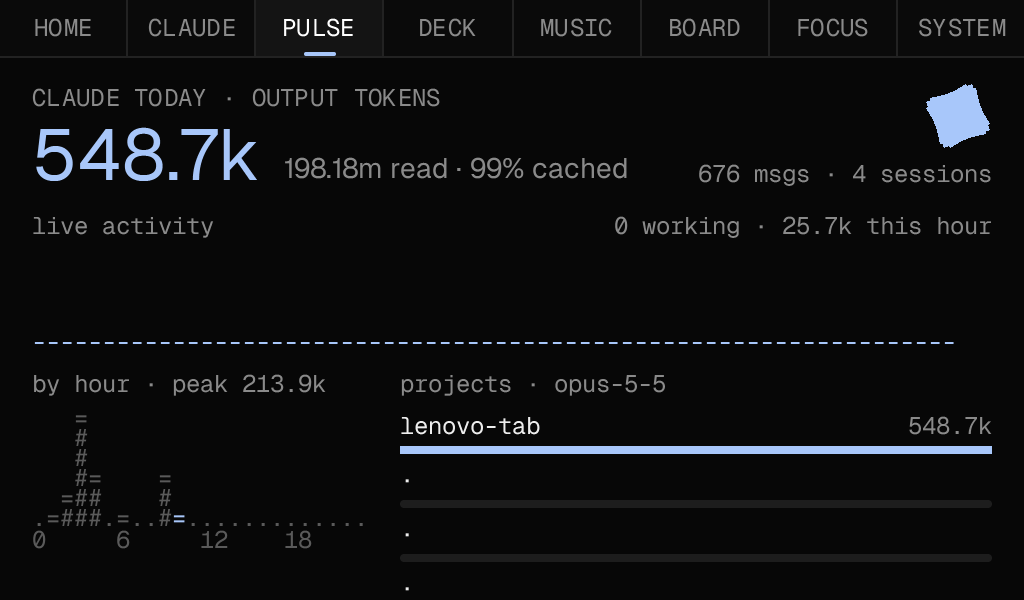 HOME CLAUDE PULSE DECK MUSIC BOARD FOCUS SYSTEM
CLAUDE TODAY · OUTPUT TOKENS
548.7k 198.18m read · 99% cached 676 msgs · 4 sessions
live activity 0 working · 25.7k this hour
------------------------------------------------------------------
by hour · peak 213.9k projects · opus-5-5
lenovo-tab 548.7k
   =
   #
   #
   #=    =
  =##    #
.=###.=..#=.............
0     6     12    18
.
.
.